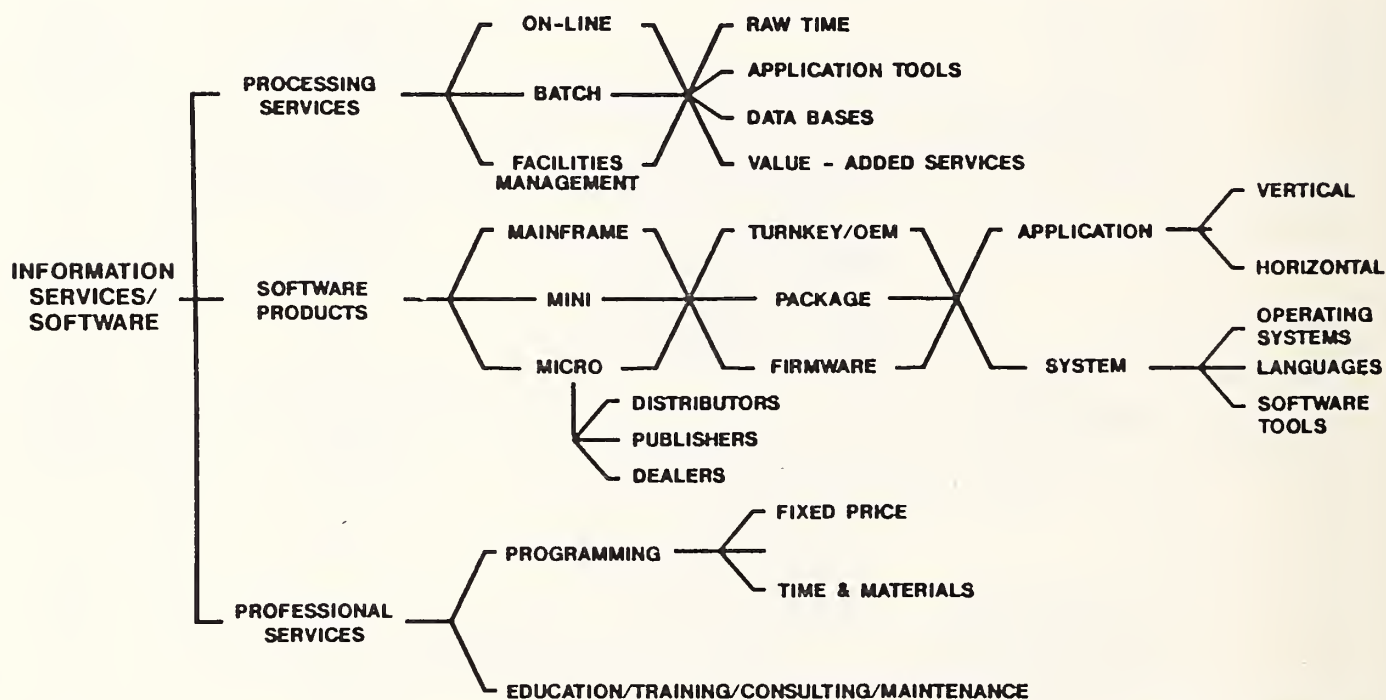 INFORMATION
SERVICES/
SOFTWARE
PROCESSING
SERVICES
ON-LINE
BATCH
FACILITIES
MANAGEMENT
RAW TIME
APPLICATION TOOLS
DATA BASES
VALUE - ADDED SERVICES
SOFTWARE
PRODUCTS
MAINFRAME
MINI
MICRO
DISTRIBUTORS
PUBLISHERS
DEALERS
TURNKEY/OEM
PACKAGE
FIRMWARE
APPLICATION
VERTICAL
HORIZONTAL
SYSTEM
OPERATING
SYSTEMS
LANGUAGES
SOFTWARE
TOOLS
PROFESSIONAL
SERVICES
PROGRAMMING
FIXED PRICE
TIME & MATERIALS
EDUCATION/TRAINING/CONSULTING/MAINTENANCE